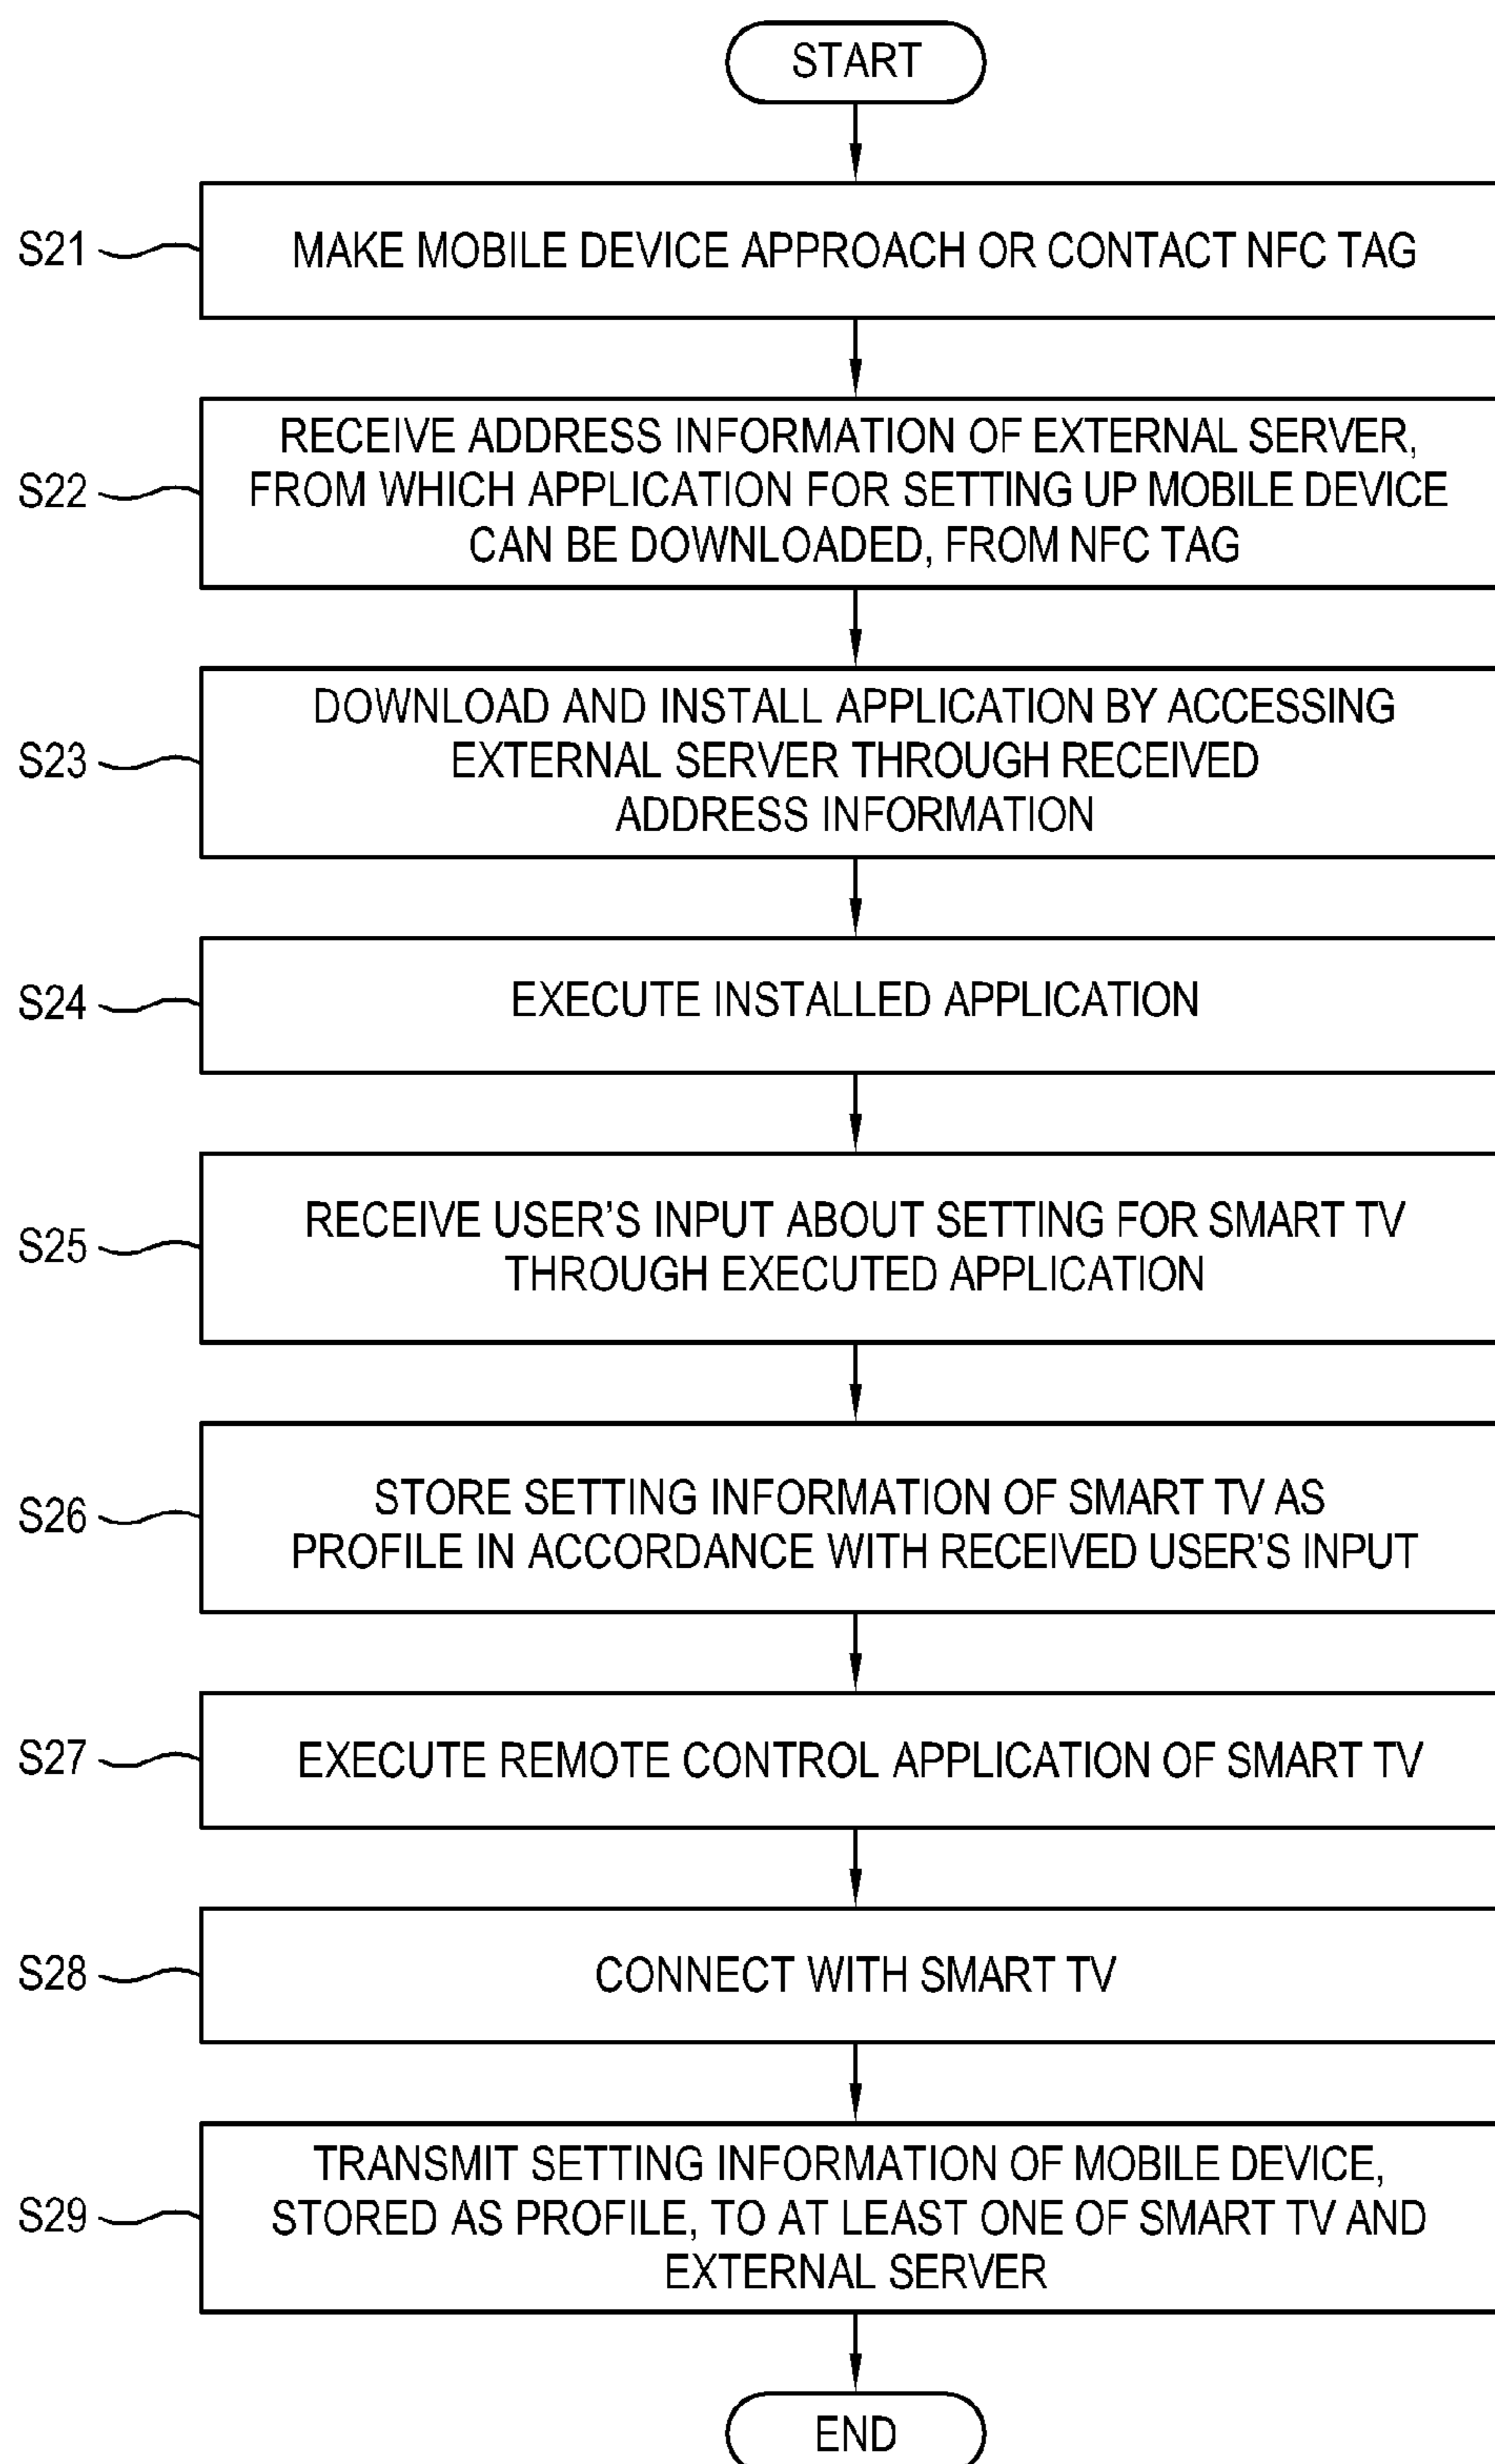 START
S21
MAKE MOBILE DEVICE APPROACH OR CONTACT NFC TAG
S22
RECEIVE ADDRESS INFORMATION OF EXTERNAL SERVER,
FROM WHICH APPLICATION FOR SETTING UP MOBILE DEVICE
CAN BE DOWNLOADED, FROM NFC TAG
S23
DOWNLOAD AND INSTALL APPLICATION BY ACCESSING
EXTERNAL SERVER THROUGH RECEIVED
ADDRESS INFORMATION
S24
EXECUTE INSTALLED APPLICATION
S25
RECEIVE USER'S INPUT ABOUT SETTING FOR SMART TV
THROUGH EXECUTED APPLICATION
S26
STORE SETTING INFORMATION OF SMART TV AS
PROFILE IN ACCORDANCE WITH RECEIVED USER'S INPUT
S27
EXECUTE REMOTE CONTROL APPLICATION OF SMART TV
S28
CONNECT WITH SMART TV
S29
TRANSMIT SETTING INFORMATION OF MOBILE DEVICE,
STORED AS PROFILE, TO AT LEAST ONE OF SMART TV AND
EXTERNAL SERVER
END